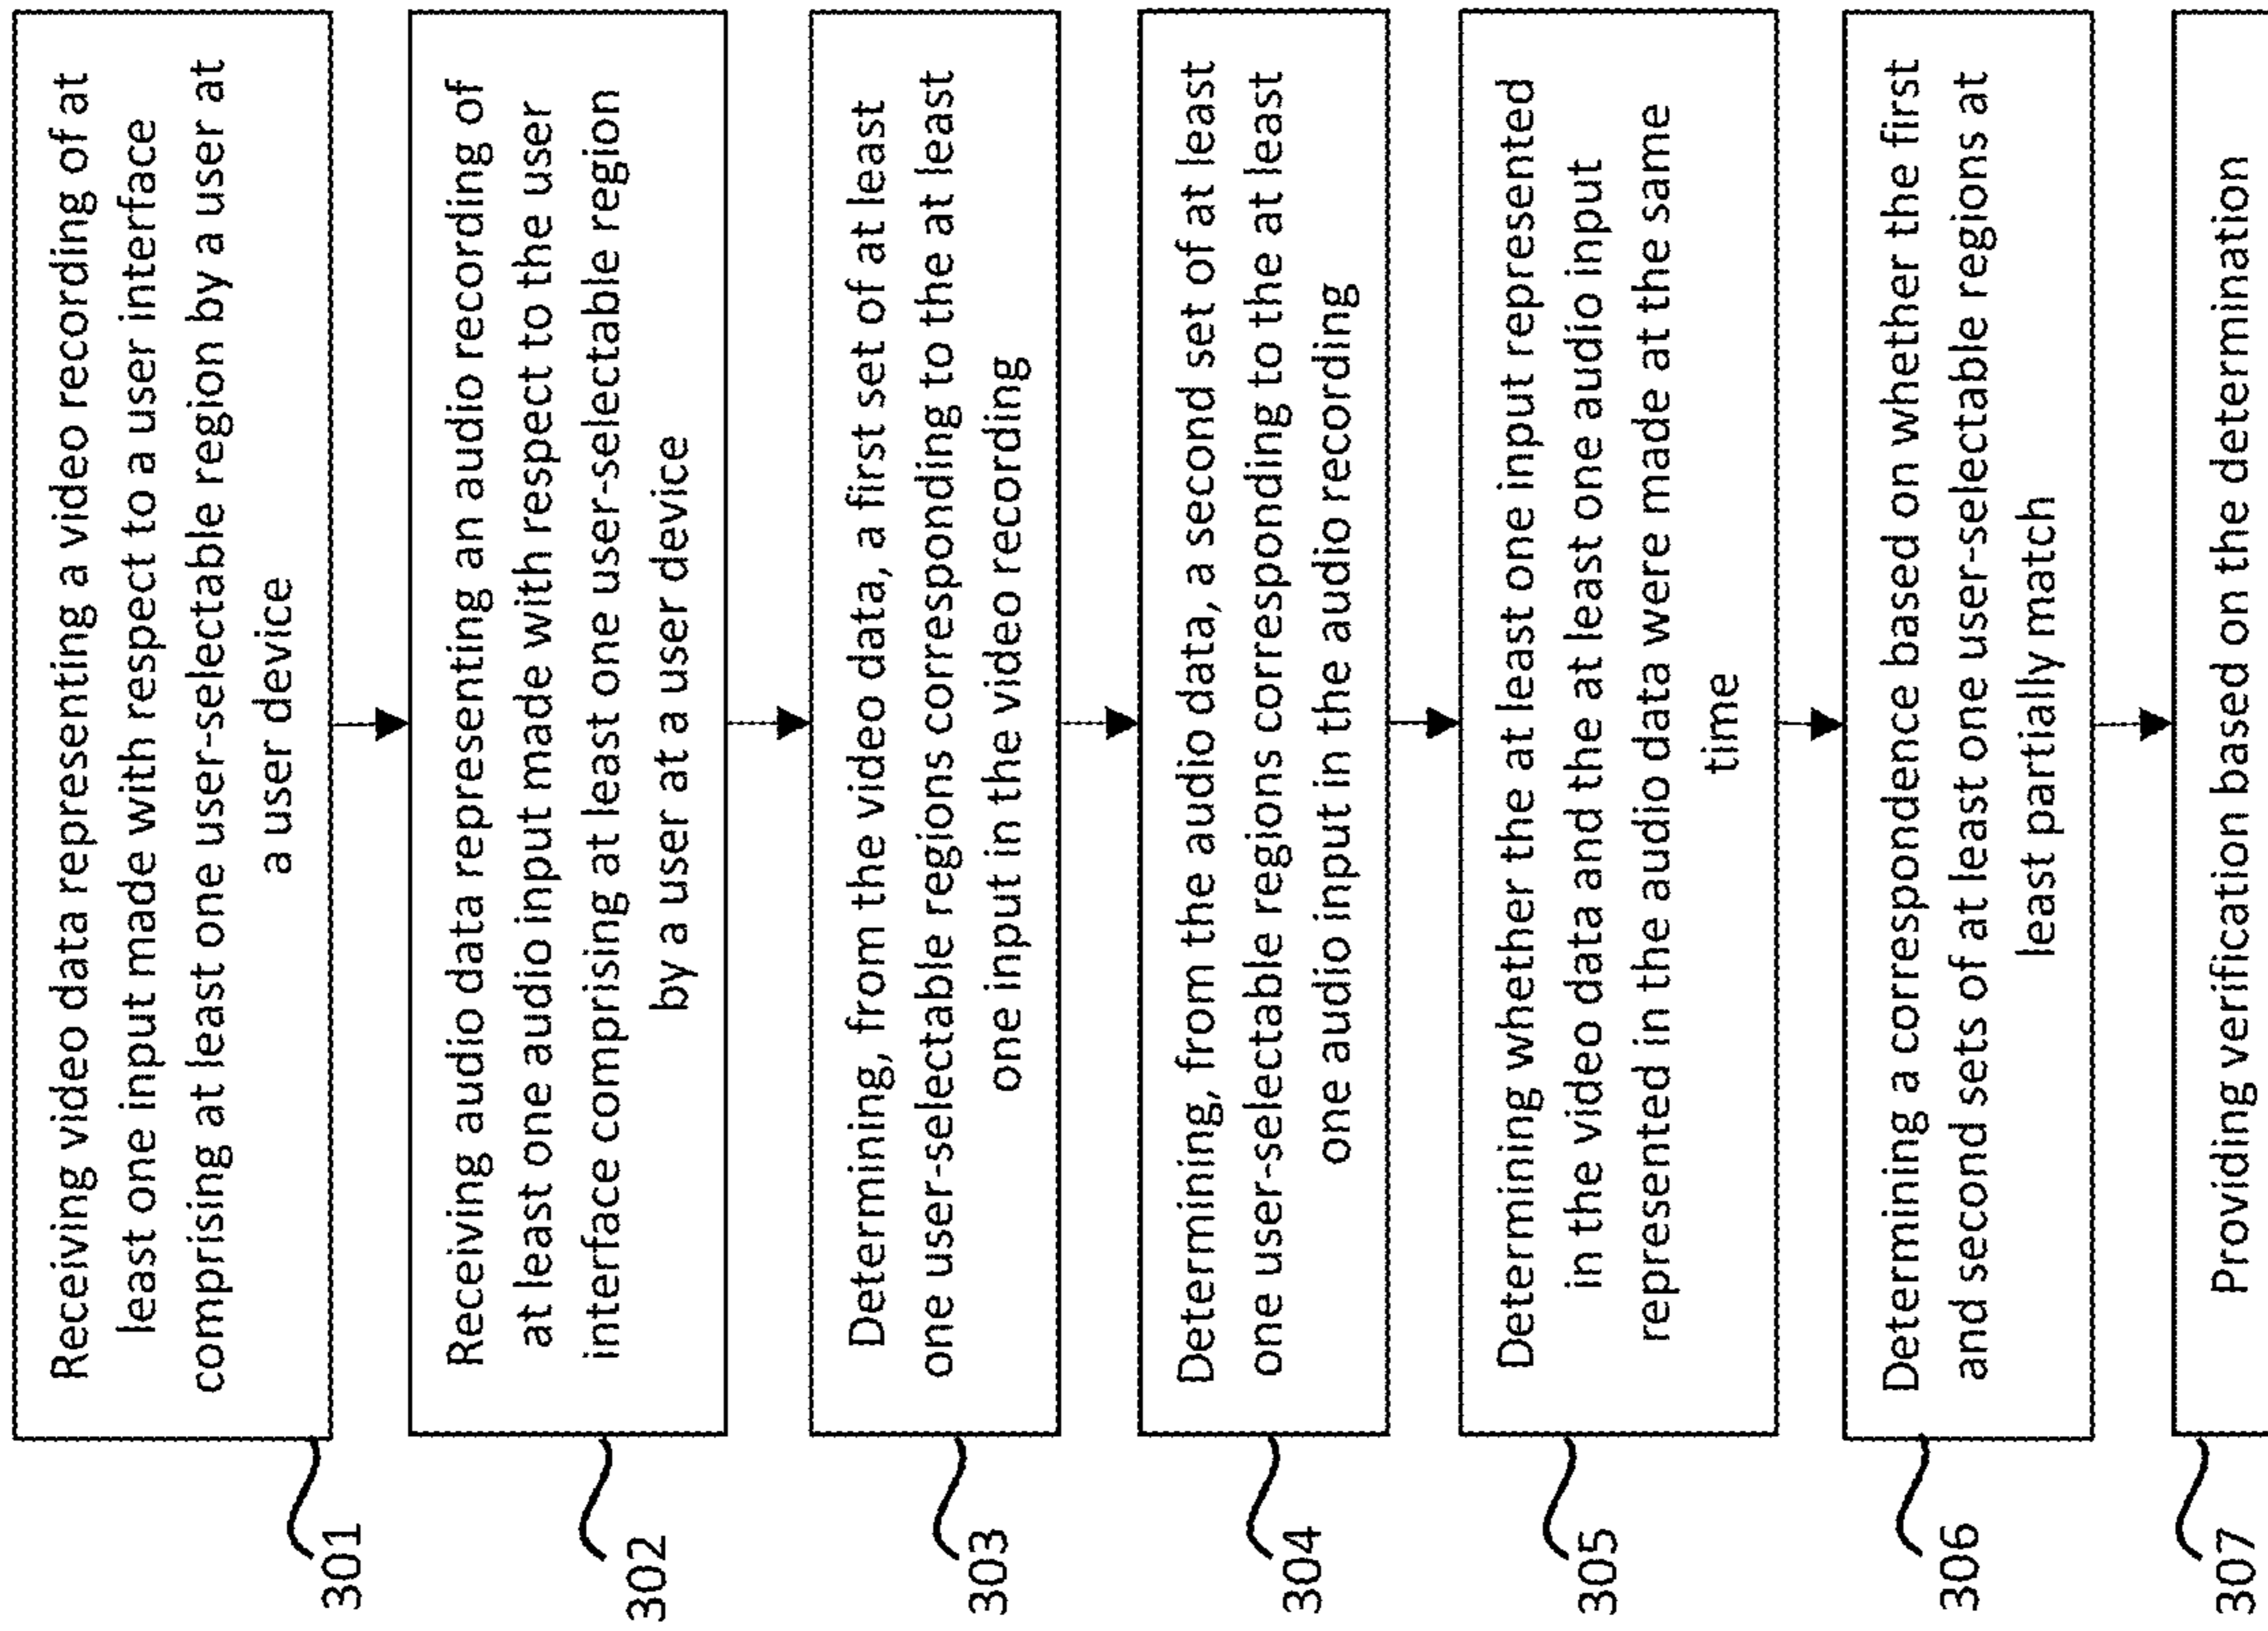 301
Receiving video data representing a video recording of at
least one input made with respect to a user interface
comprising at least one user-selectable region by a user at
a user device
302
Receiving audio data representing an audio recording of
at least one audio input made with respect to the user
interface comprising at least one user-selectable region
by a user at a user device
303
Determining, from the video data, a first set of at least
one user-selectable regions corresponding to the at least
one input in the video recording
304
Determining, from the audio data, a second set of at least
one user-selectable regions corresponding to the at least
one audio input in the audio recording
305
Determining whether the at least one input represented
in the video data and the at least one audio input
represented in the audio data were made at the same
time
306
Determining a correspondence based on whether the first
and second sets of at least one user-selectable regions at
least partially match
307
Providing verification based on the determination